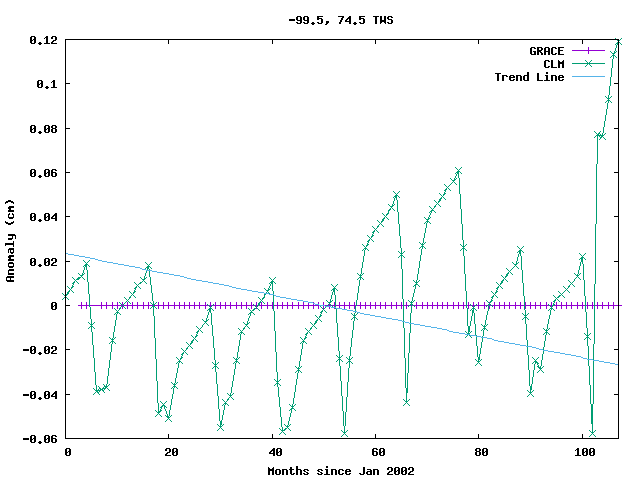 -99.5, 74.5 TWS
GRACE
CLM
Trend Line
0.12
0.1
0.08
0.06
0.04
0.02
0
-0.02
-0.04
-0.06
Anomaly (cm)
0 20 40 60 80 100
Months since Jan 2002